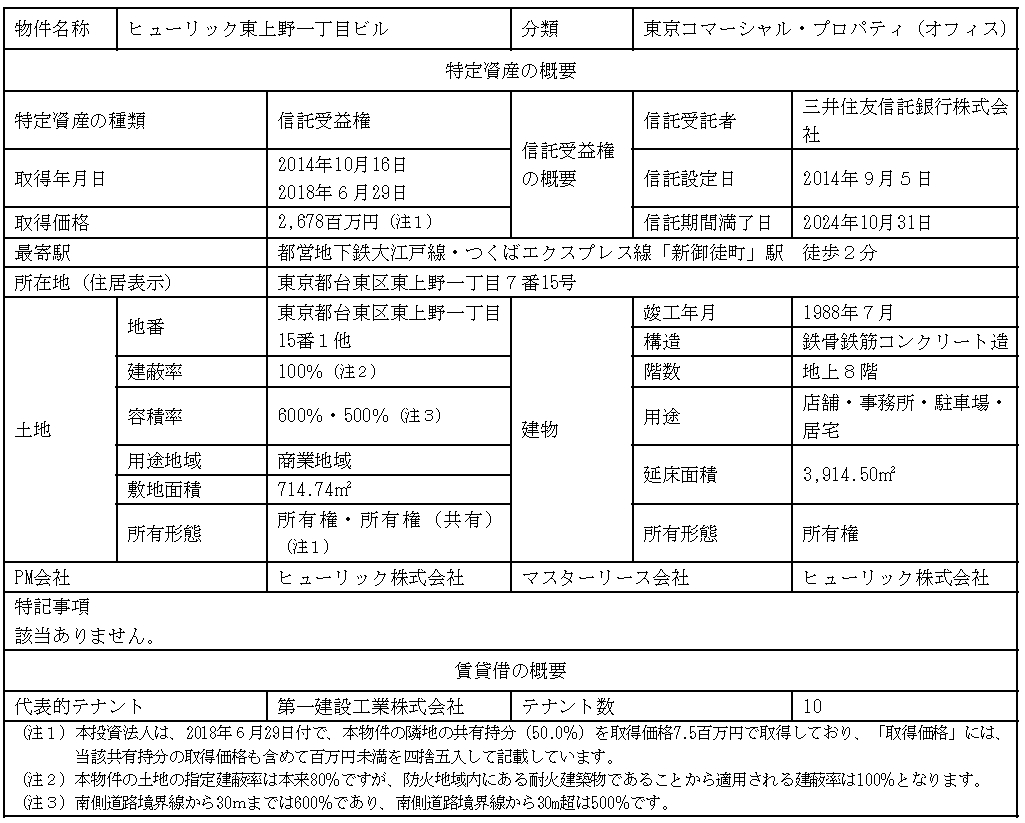 物件名称 ヒューリック東上野一丁目ビル 分類 東京コマーシャル・プロパティ（オフィス）
特定資産の概要
特定資産の種類 信託受益権 信託受益権の概要 信託受託者 三井住友信託銀行株式会社
取得年月日 2014年10月16日 2018年６月29日 信託設定日 2014年９月５日
取得価格 2,678百万円（注１） 信託期間満了日 2024年10月31日
最寄駅 都営地下鉄大江戸線・つくばエクスプレス線「新御徒町」駅　徒歩２分
所在地（住居表示） 東京都台東区東上野一丁目７番15号
土地 地番 東京都台東区東上野一丁目15番１他 建物 竣工年月 1988年７月
構造 鉄骨鉄筋コンクリート造
建蔽率 100％（注２） 階数 地上８階
容積率 600％・500％（注３） 用途 店舗・事務所・駐車場・居宅
用途地域 商業地域 延床面積 3,914.50㎡
敷地面積 714.74㎡
所有形態 所有権・所有権（共有）（注１） 所有形態 所有権
PM会社 ヒューリック株式会社 マスターリース会社 ヒューリック株式会社
特記事項
該当ありません。
賃貸借の概要
代表的テナント 第一建設工業株式会社 テナント数 10
（注１）本投資法人は、2018年６月29日付で、本物件の隣地の共有持分（50.0％）を取得価格7.5百万円で取得しており、「取得価格」には、
当該共有持分の取得価格も含めて百万円未満を四捨五入して記載しています。
（注２）本物件の土地の指定建蔽率は本来80％ですが、防火地域内にある耐火建築物であることから適用される建蔽率は100％となります。
（注３）南側道路境界線から30ｍまでは600％であり、南側道路境界線から30m超は500％です。